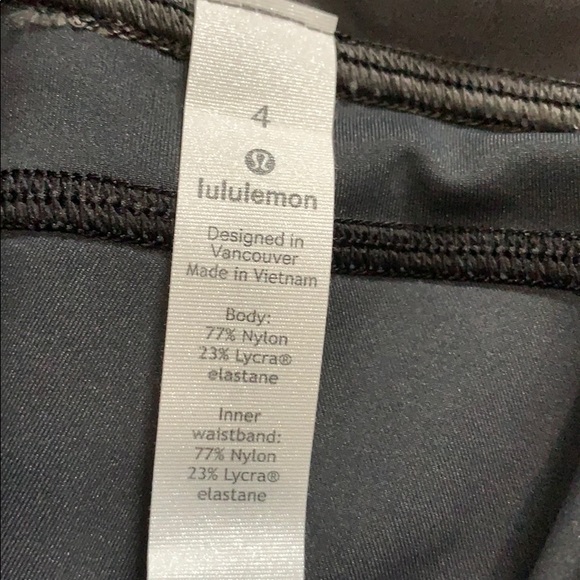 4
lululemon
Designed in
Vancouver
Made in Vietnam
Body:
77% Nylon
23% Lycra®
elastane
Inner
waistband:
77% Nylon
23% Lycra®
elastane